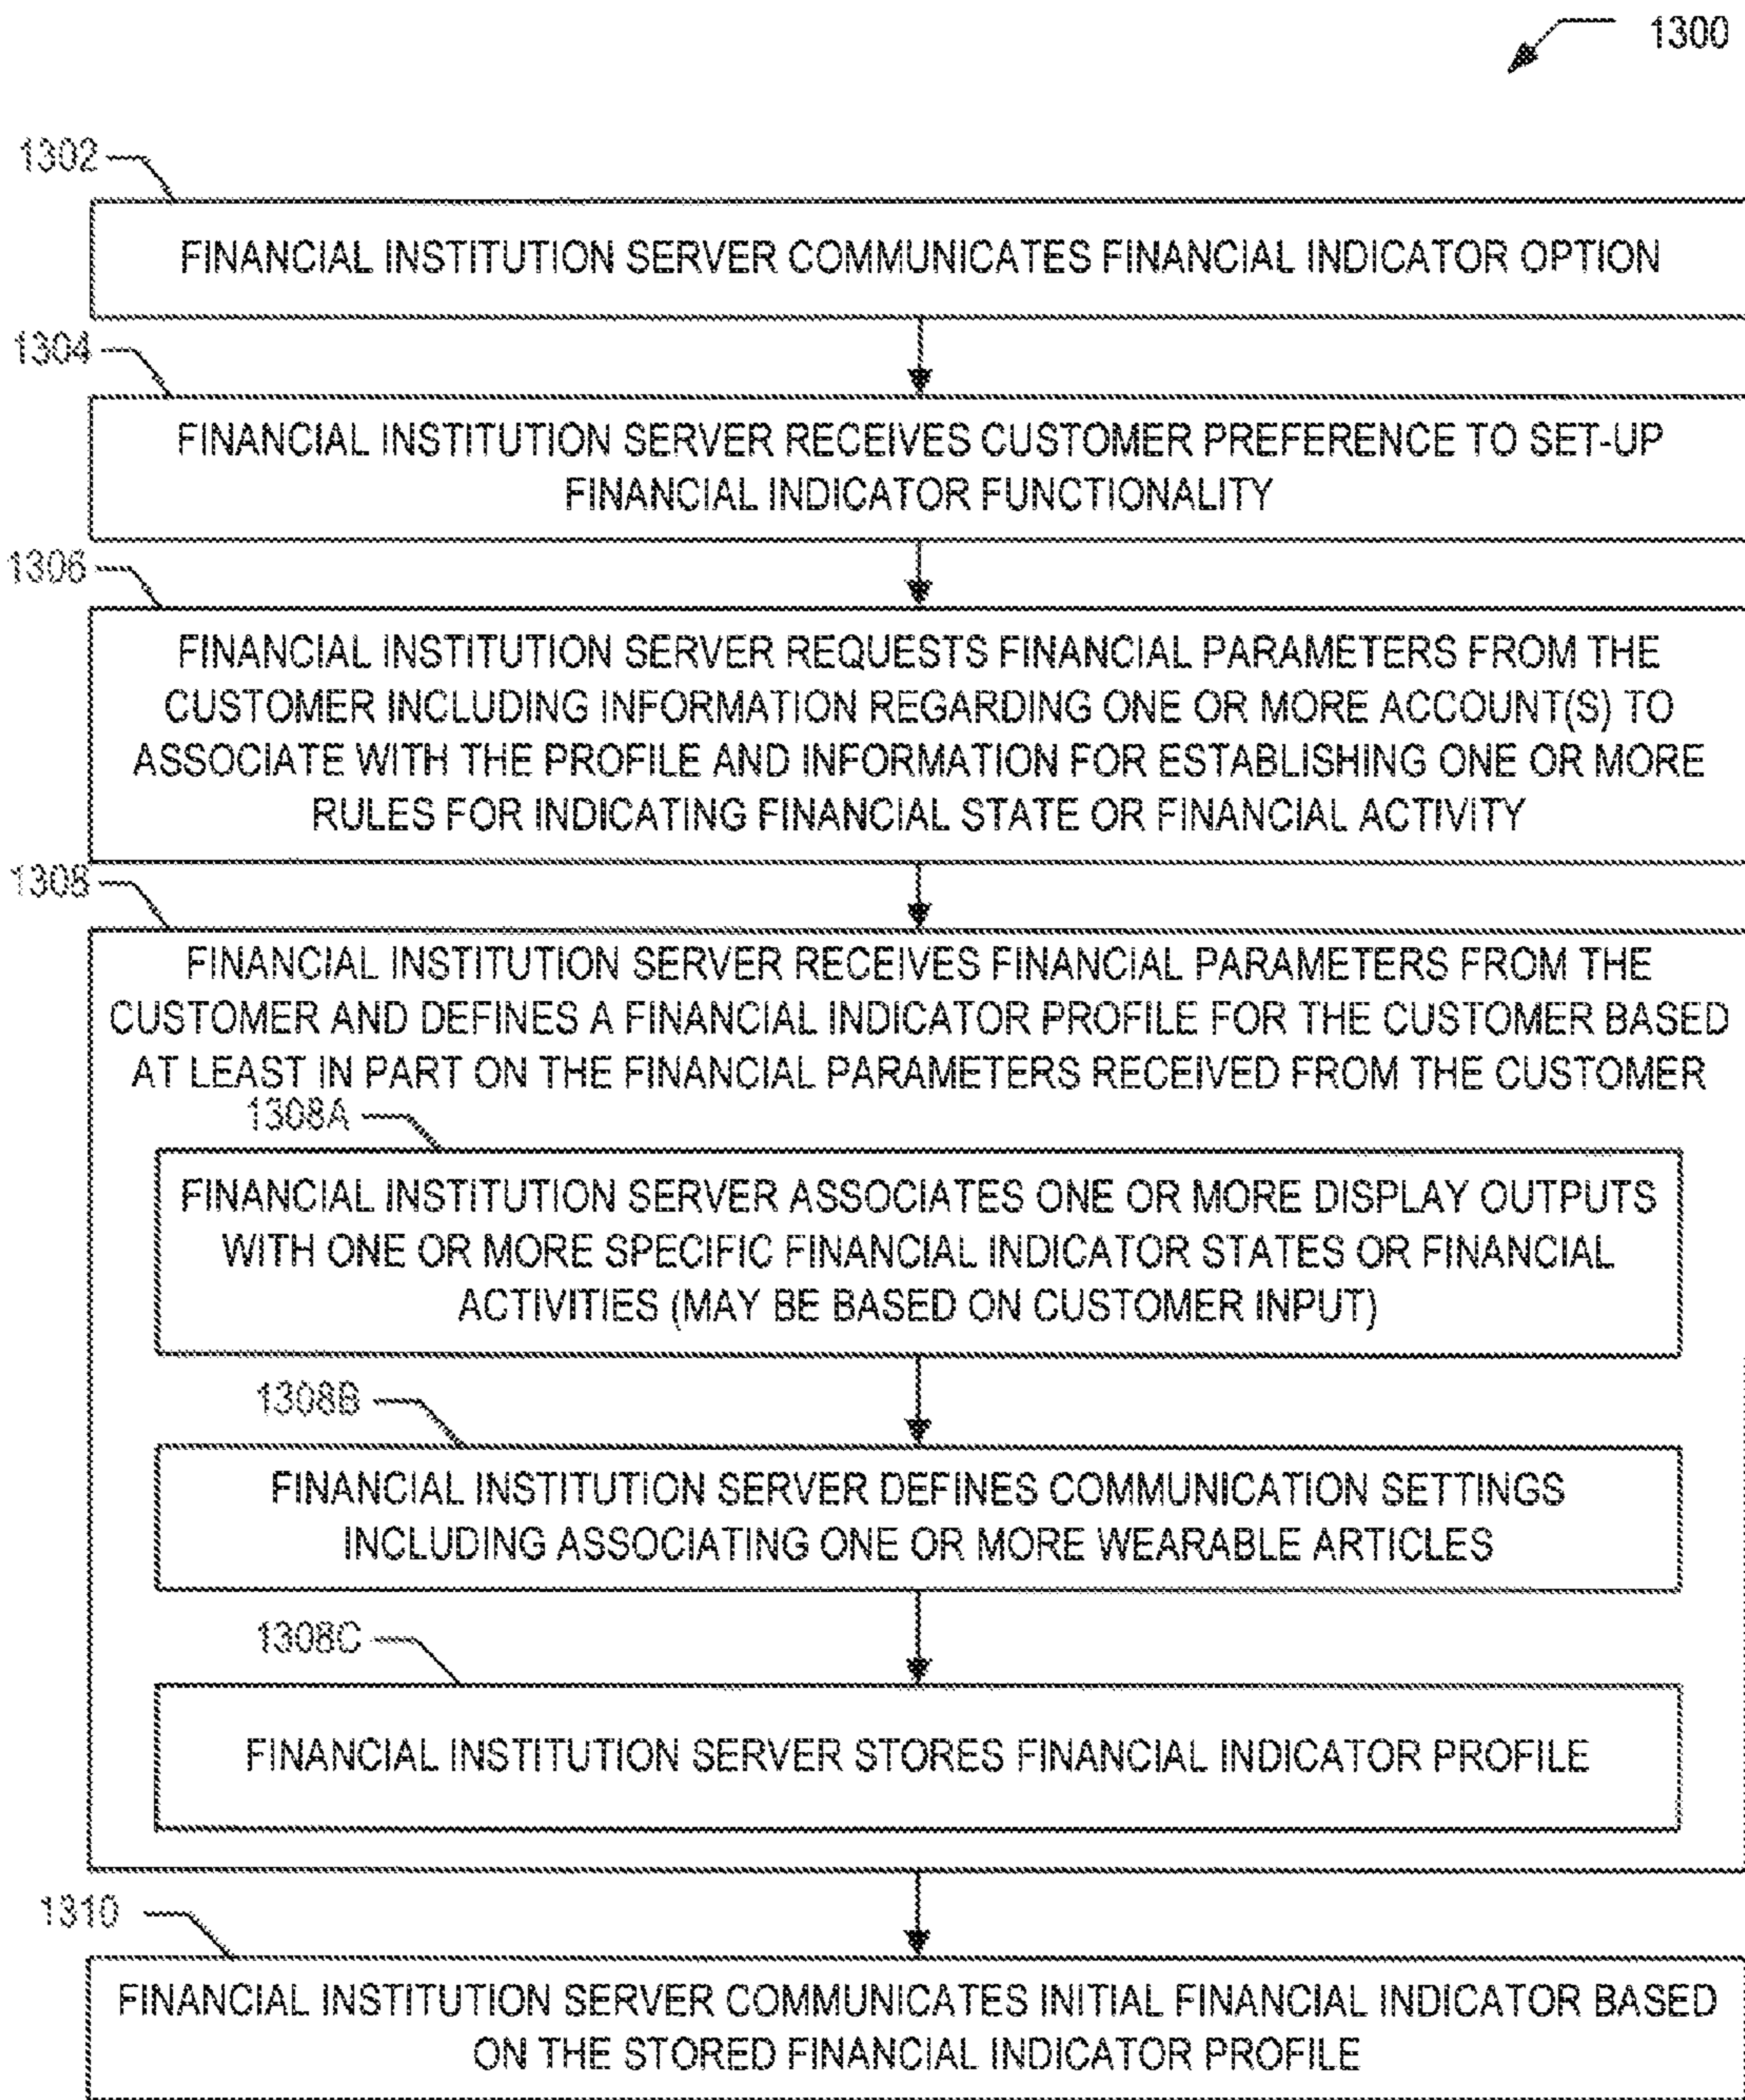 1300
1302
FINANCIAL INSTITUTION SERVER COMMUNICATES FINANCIAL INDICATOR OPTION
1304
FINANCIAL INSTITUTION SERVER RECEIVES CUSTOMER PREFERENCE TO SET-UP
FINANCIAL INDICATOR FUNCTIONALITY
1306
FINANCIAL INSTITUTION SERVER REQUESTS FINANCIAL PARAMETERS FROM THE
CUSTOMER INCLUDING INFORMATION REGARDING ONE OR MORE ACCOUNT(S) TO
ASSOCIATE WITH THE PROFILE AND INFORMATION FOR ESTABLISHING ONE OR MORE
RULES FOR INDICATING FINANCIAL STATE OR FINANCIAL ACTIVITY
1308
FINANCIAL INSTITUTION SERVER RECEIVES FINANCIAL PARAMETERS FROM THE
CUSTOMER AND DEFINES A FINANCIAL INDICATOR PROFILE FOR THE CUSTOMER BASED
AT LEAST IN PART ON THE FINANCIAL PARAMETERS RECEIVED FROM THE CUSTOMER
1308A
FINANCIAL INSTITUTION SERVER ASSOCIATES ONE OR MORE DISPLAY OUTPUTS
WITH ONE OR MORE SPECIFIC FINANCIAL INDICATOR STATES OR FINANCIAL
ACTIVITIES (MAY BE BASED ON CUSTOMER INPUT)
1308B
FINANCIAL INSTITUTION SERVER DEFINES COMMUNICATION SETTINGS
INCLUDING ASSOCIATING ONE OR MORE WEARABLE ARTICLES
1308C
FINANCIAL INSTITUTION SERVER STORES FINANCIAL INDICATOR PROFILE
1310
FINANCIAL INSTITUTION SERVER COMMUNICATES INITIAL FINANCIAL INDICATOR BASED
ON THE STORED FINANCIAL INDICATOR PROFILE